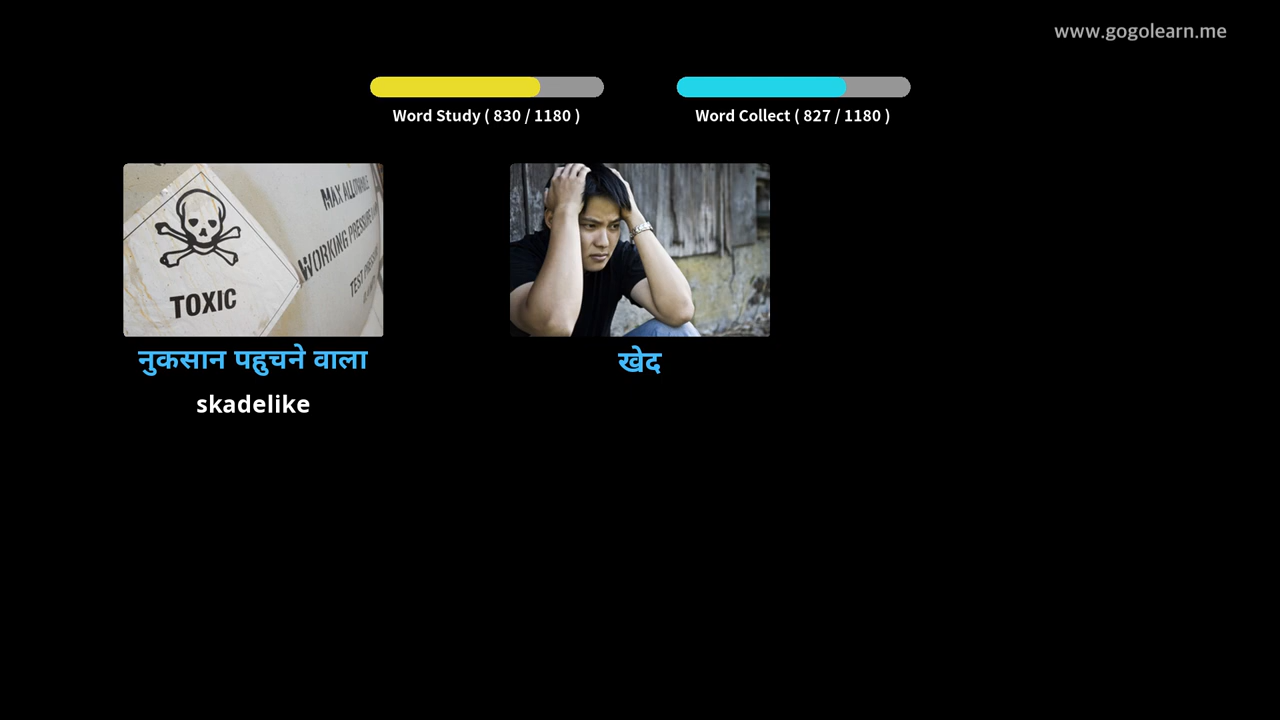 www.gogolearn.me
Word Study ( 830 / 1180 )
Word Collect ( 827 / 1180 )
MAX ALLOWABLE
WORKING PRESSURE
TEST
TOXIC
नुकसान पहुचने वाला
खेद
skadelike